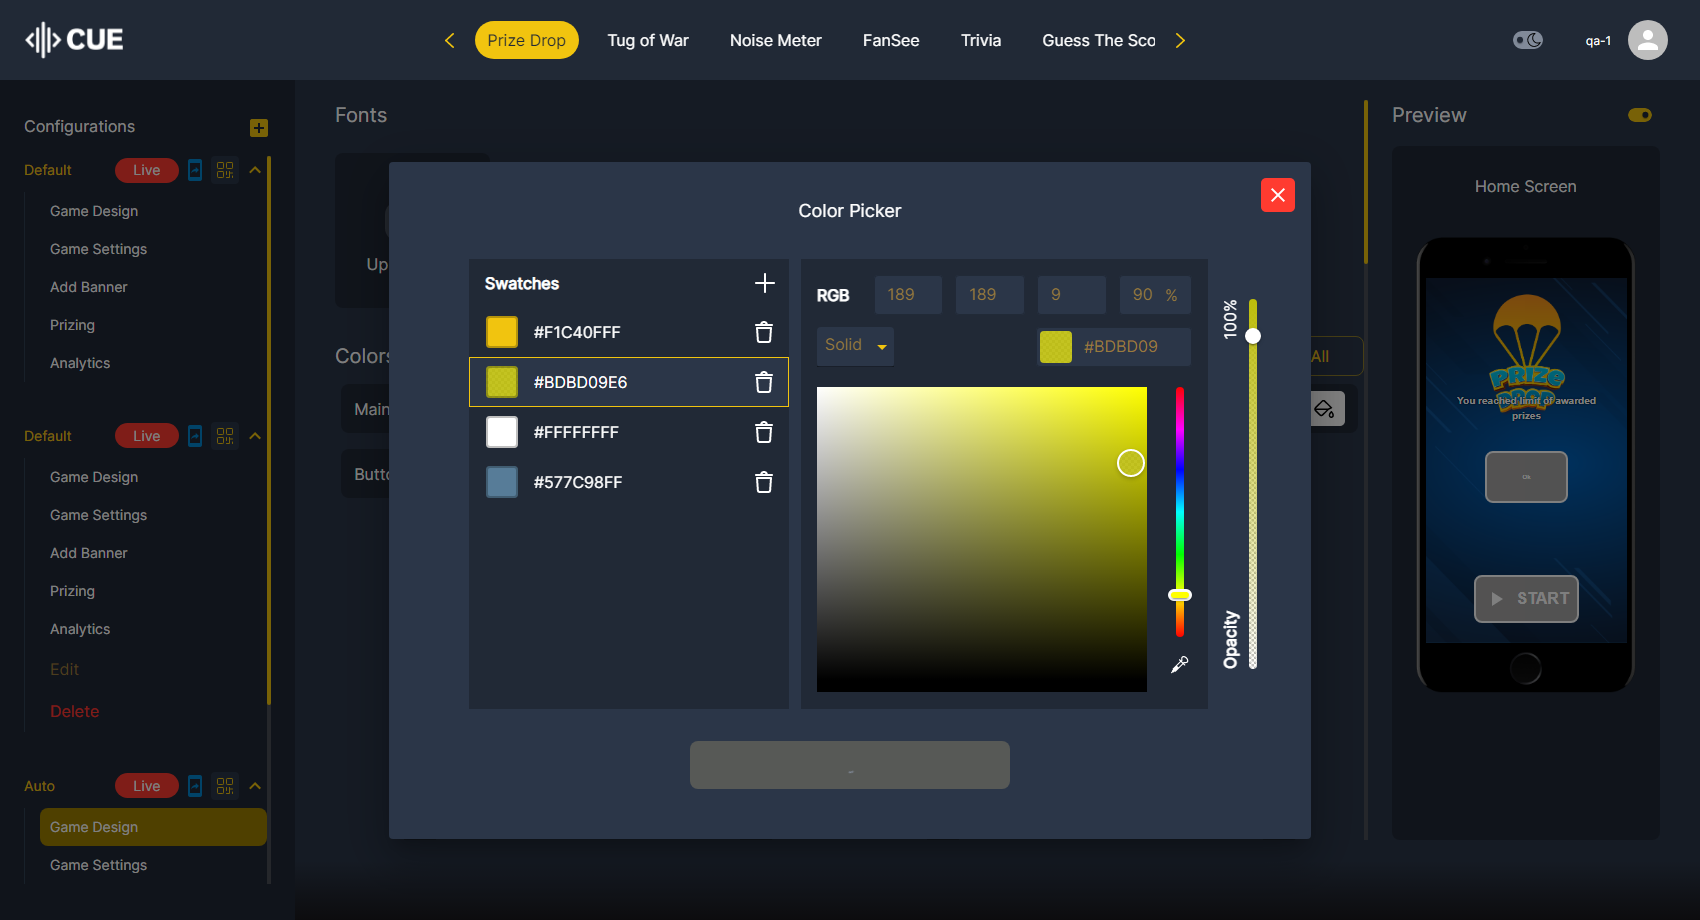 CUE
Prize Drop
Tug of War
Noise Meter
FanSee
Trivia
Guess The Sco
qa-1
Configurations
Default
Live
Game Design
Game Settings
Add Banner
Prizing
Analytics
Default
Live
Game Design
Game Settings
Add Banner
Prizing
Analytics
Edit
Delete
Auto
Live
Game Design
Game Settings
Fonts
Up
Colors
Main
Butto
All
Color Picker
Swatches
#F1C40FFF
#BDBD09E6
#FFFFFFFF
#577C98FF
RGB
189
189
9
90 %
Solid
#BDBD09
100%
Opacity
Preview
Home Screen
PRIZE
DROP
You reached limit of awarded
prizes
Ok
START